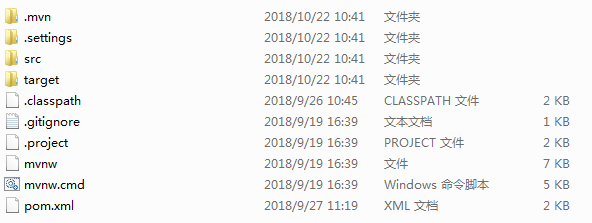 .mvn 2018/10/22 10:41 文件夹
.settings 2018/10/22 10:41 文件夹
src 2018/10/22 10:41 文件夹
target 2018/10/22 10:41 文件夹
.classpath 2018/9/26 10:45 CLASSPATH 文件 2 KB
.gitignore 2018/9/19 16:39 文本文档 1 KB
.project 2018/9/19 16:39 PROJECT 文件 2 KB
mvnw 2018/9/19 16:39 文件 7 KB
mvnw.cmd 2018/9/19 16:39 Windows 命令脚本 5 KB
pom.xml 2018/9/27 11:19 XML 文档 2 KB